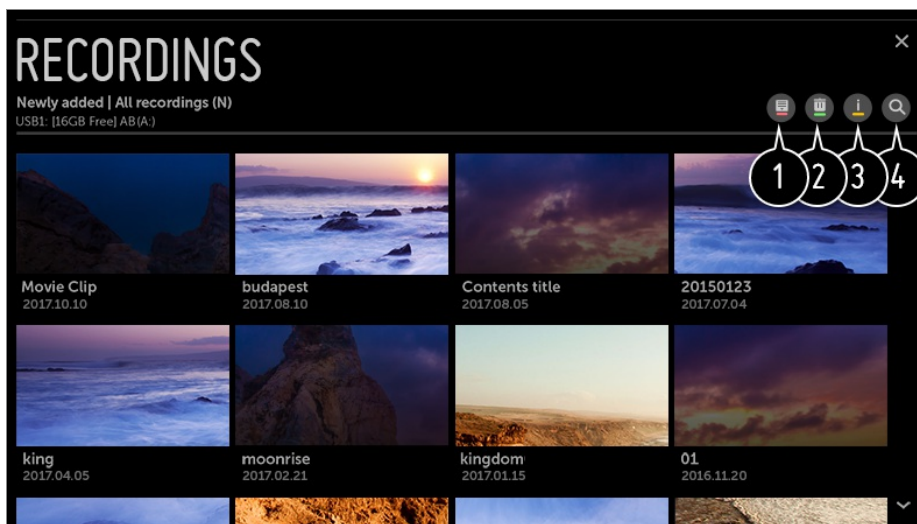 RECORDINGS
Newly added | All recordings (N)
USB1: [16GB Free] AB(A:)
1 2 3 4
Movie Clip
2017.10.10
budapest
2017.08.10
Contents title
2017.08.05
20150123
2017.07.04
king
2017.04.05
moonrise
2017.02.21
kingdom
2017.01.15
01
2016.11.20